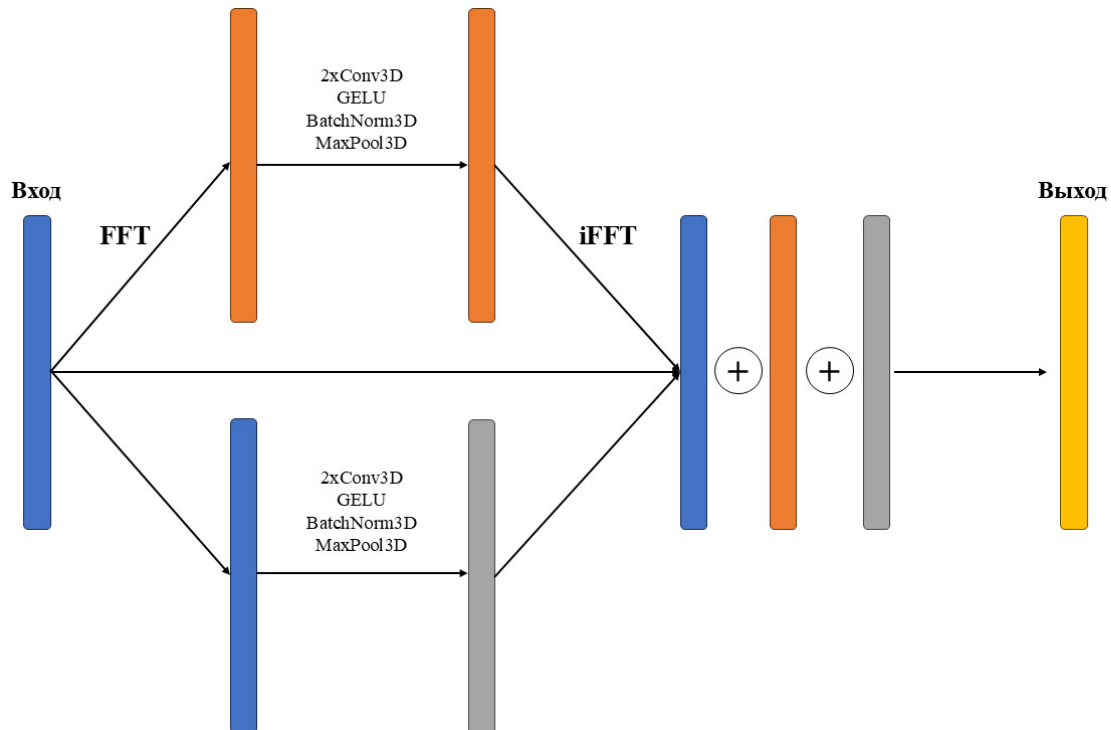 2xConv3D
GELU
BatchNorm3D
MaxPool3D
Вход
Выход
FFT
iFFT
+
+
2xConv3D
GELU
BatchNorm3D
MaxPool3D